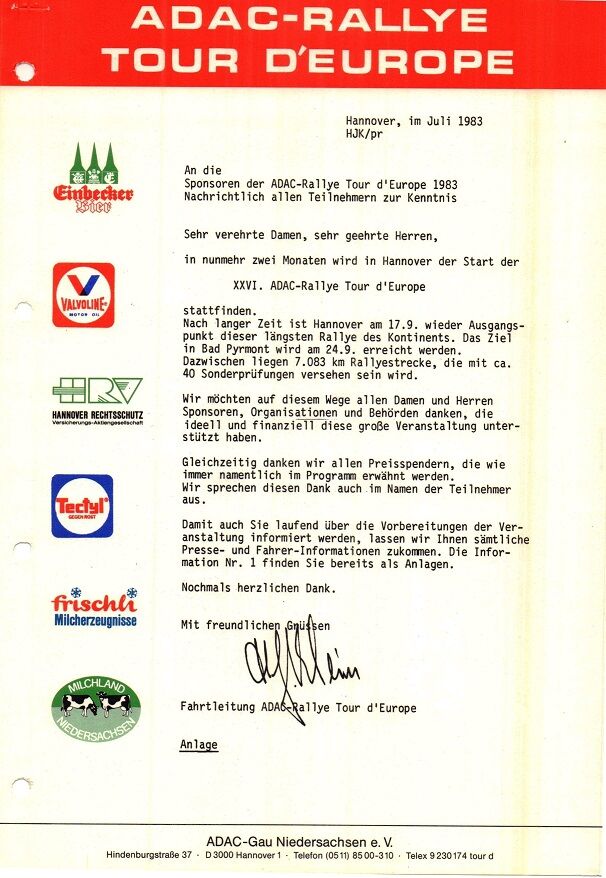 ADAC-RALLYE
TOUR D'EUROPE
Hannover, im Juli 1983
HJK/pr
An die
Sponsoren der ADAC-Rallye Tour d'Europe 1983
Nachrichtlich allen Teilnehmern zur Kenntnis
Sehr verehrte Damen, sehr geehrte Herren,
in nunmehr zwei Monaten wird in Hannover der Start der
XXVI. ADAC-Rallye Tour d'Europe
stattfinden.
Nach langer Zeit ist Hannover am 17.9. wieder Ausgangs-
punkt dieser längsten Rallye des Kontinents. Das Ziel
in Bad Pyrmont wird am 24.9. erreicht werden.
Dazwischen liegen 7.083 km Rallyestrecke, die mit ca.
40 Sonderprüfungen versehen sein wird.
Wir möchten auf diesem Wege allen Damen und Herren
Sponsoren, Organisationen und Behörden danken, die
ideell und finanziell diese große Veranstaltung unter-
stützt haben.
Gleichzeitig danken wir allen Preisspendern, die wie
immer namentlich im Programm erwähnt werden.
Wir sprechen diesen Dank auch im Namen der Teilnehmer
aus.
Damit auch Sie laufend über die Vorbereitungen der Ver-
anstaltung informiert werden, lassen wir Ihnen sämtliche
Presse- und Fahrer-Informationen zukommen. Die Infor-
mation Nr. 1 finden Sie bereits als Anlagen.
Nochmals herzlichen Dank.
Mit freundlichen Grüssen
Fahrtleitung ADAC-Rallye Tour d'Europe
Anlage
Einbecker
Bier
VALVOLINE
MOTOR OIL
HRV
HANNOVER RECHTSSCHUTZ
Versicherungs-Aktiengesellschaft
Tectyl
GEGEN ROST
frischli
Milcherzeugnisse
MILCHLAND
NIEDERSACHSEN
ADAC-Gau Niedersachsen e. V.
Hindenburgstraße 37 · D 3000 Hannover 1 · Telefon (0511) 85 00-310 · Telex 9 230 174 tour d